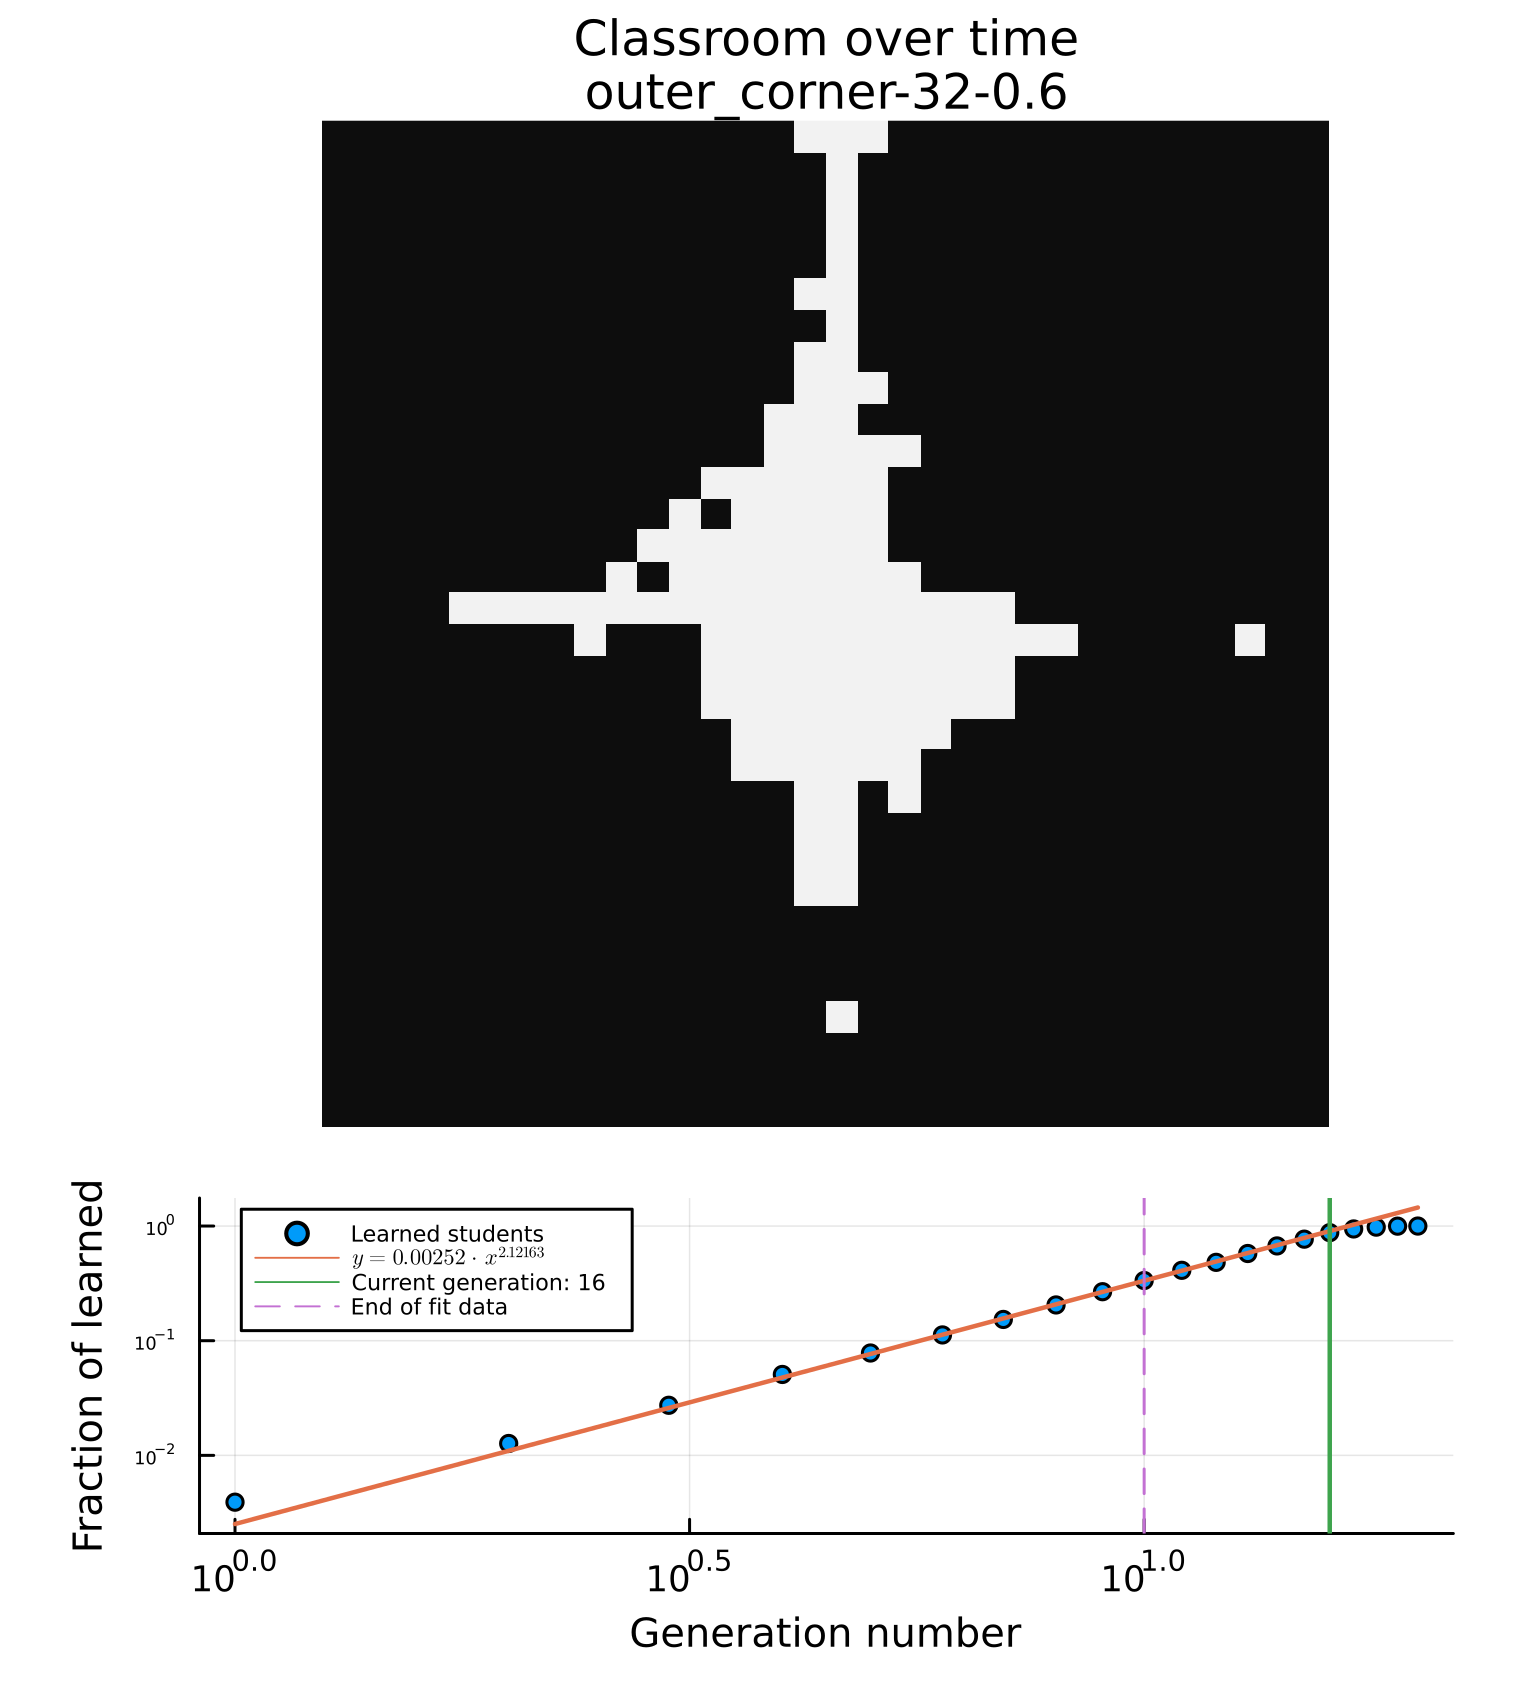 Classroom over time
outer_corner-32-0.6
Fraction of learned
10⁰
10⁻¹
10⁻²
Learned students
y = 0.00252 · x^{2.12163}
Current generation: 16
End of fit data
10^{0.0}
10^{0.5}
10^{1.0}
Generation number